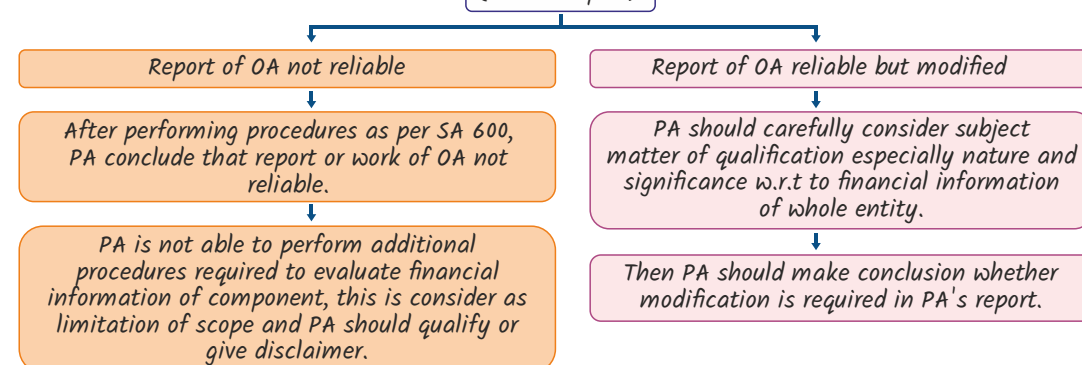 Report of OA not reliable
After performing procedures as per SA 600,
PA conclude that report or work of OA not
reliable.
PA is not able to perform additional
procedures required to evaluate financial
information of component, this is consider as
limitation of scope and PA should qualify or
give disclaimer.
Report of OA reliable but modified
PA should carefully consider subject
matter of qualification especially nature and
significance w.r.t to financial information
of whole entity.
Then PA should make conclusion whether
modification is required in PA's report.